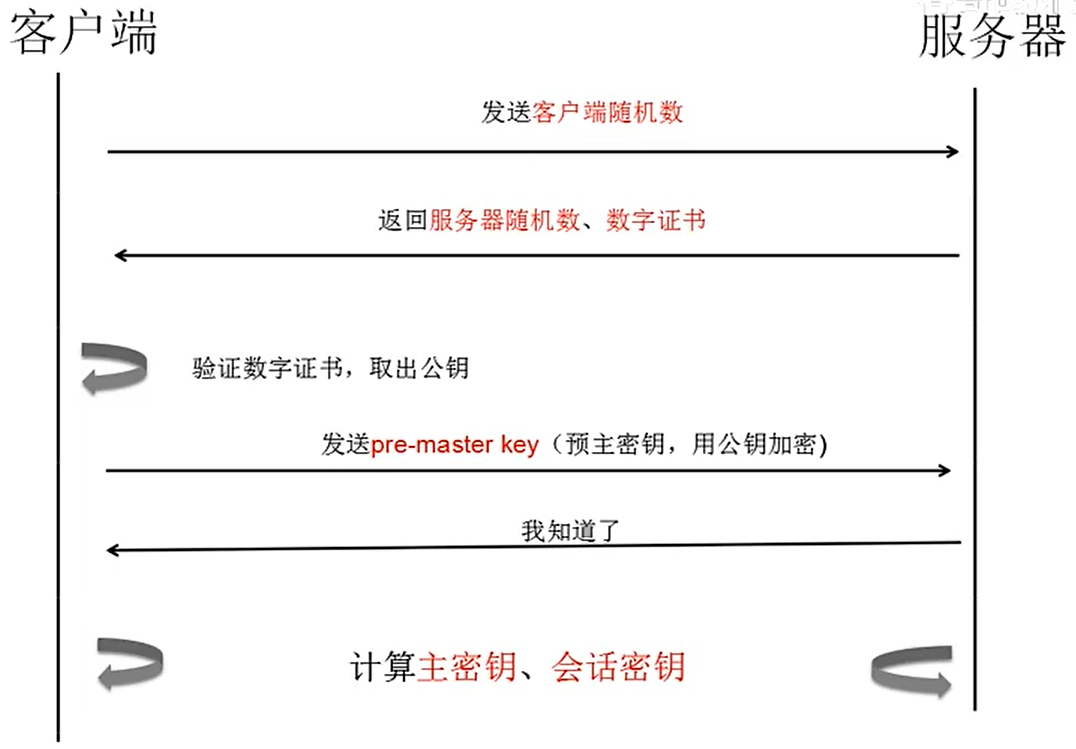 客户端
服务器
发送客户端随机数
返回服务器随机数、数字证书
验证数字证书，取出公钥
发送pre-master key（预主密钥，用公钥加密)
我知道了
计算主密钥、会话密钥